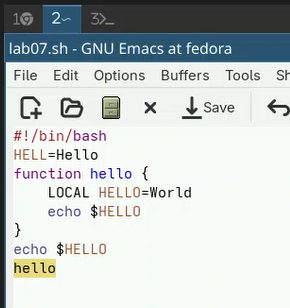 1 2~ 3>_
lab07.sh - GNU Emacs at fedora
File Edit Options Buffers Tools Sh
Save
#!/bin/bash
HELL=Hello
function hello {
    LOCAL HELLO=World
    echo $HELLO
}
echo $HELLO
hello